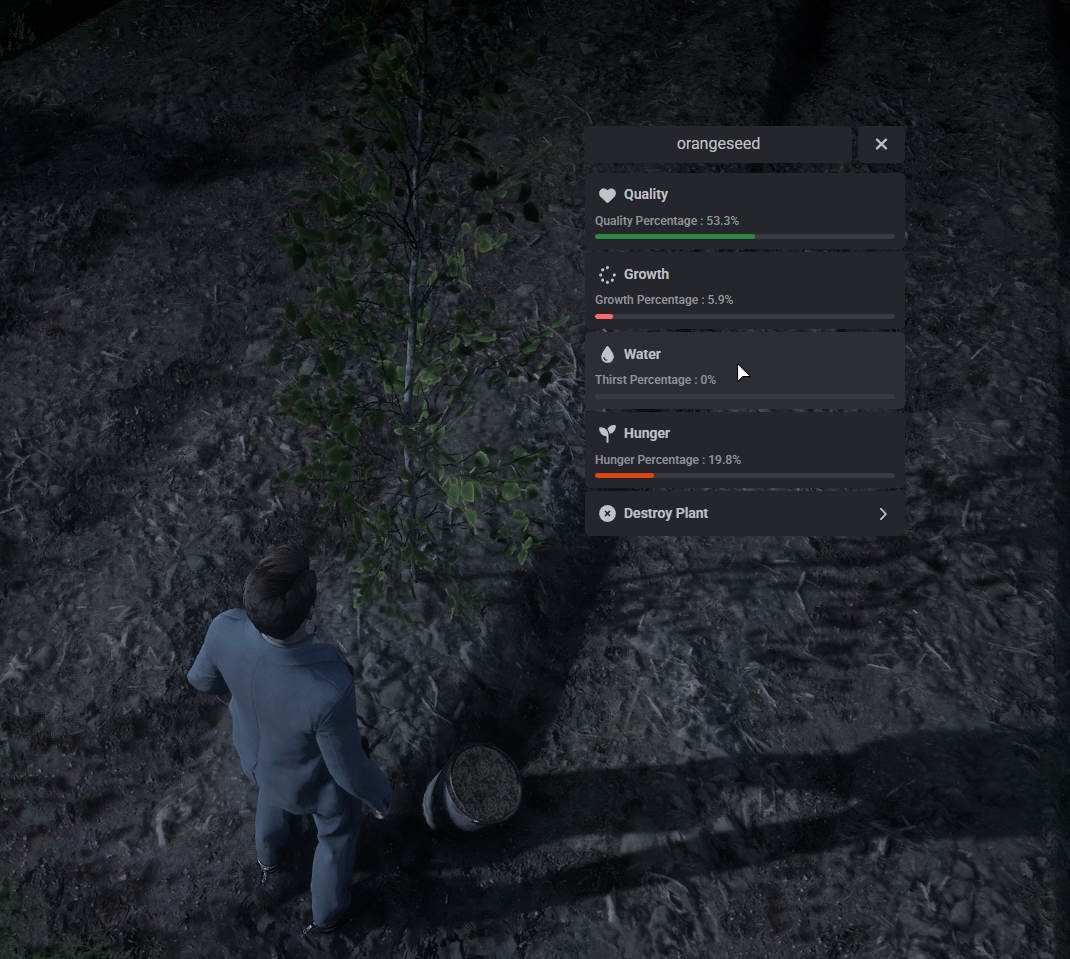 orangeseed
Quality
Quality Percentage : 53.3%
Growth
Growth Percentage : 5.9%
Water
Thirst Percentage : 0%
Hunger
Hunger Percentage : 19.8%
Destroy Plant